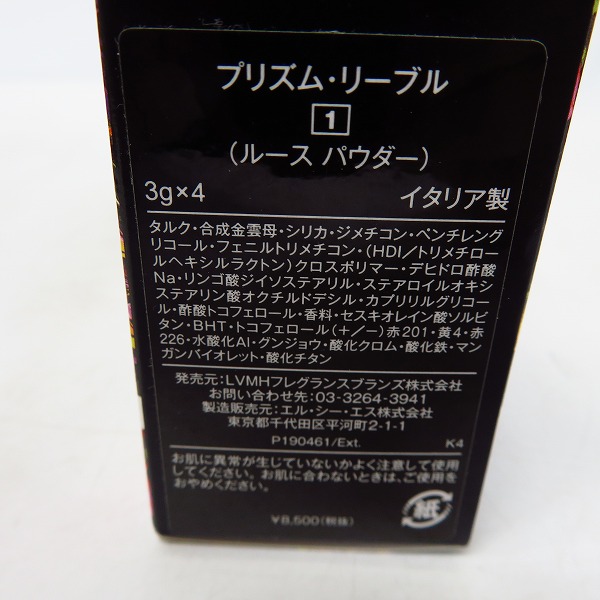 プリズム・リーブル
1
(ルース パウダー)
3g×4 イタリア製
タルク・合成金雲母・シリカ・ジメチコン・ペンチレング
リコール・フェニルトリメチコン・(HDI/トリメチロー
ルヘキシルラクトン)クロスポリマー・デヒドロ酢酸
Na・リンゴ酸ジイソステアリル・ステアロイルオキシ
ステアリン酸オクチルドデシル・カプリリルグリコー
ル・酢酸トコフェロール・香料・セスキオレイン酸ソルビ
タン・BHT・トコフェロール(+/−)赤201・黄4・赤
226・水酸化Al・グンジョウ・酸化クロム・酸化鉄・マン
ガンバイオレット・酸化チタン
発売元:LVMHフレグランスブランズ株式会社
お問い合わせ先:03-3264-3941
製造販売元:エル・シー・エス株式会社
東京都千代田区平河町2-1-1
P190461/Ext. K4
お肌に異常が生じていないかよく注意して使用
してください。お肌に合わないときは、ご使用を
おやめください。
紙
¥8,500(税抜)